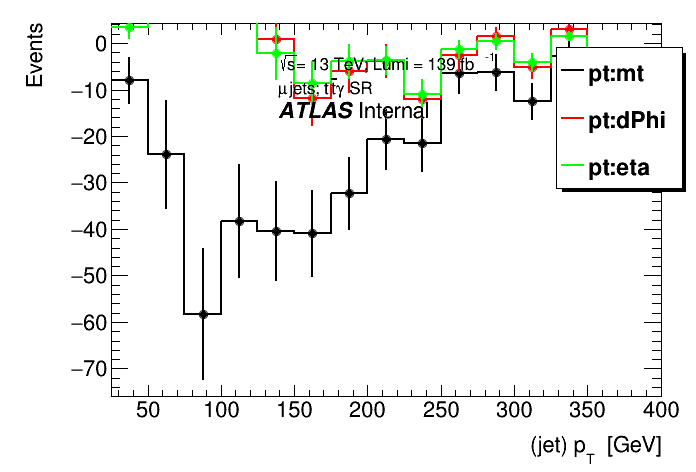 Events
0
−10
−20
−30
−40
−50
−60
−70
√s= 13 TeV, Lumi = 139 fb⁻¹
μ jets; tt̄γ SR
ATLAS Internal
pt:mt
pt:dPhi
pt:eta
50 100 150 200 250 300 350 400
(jet) p_T [GeV]